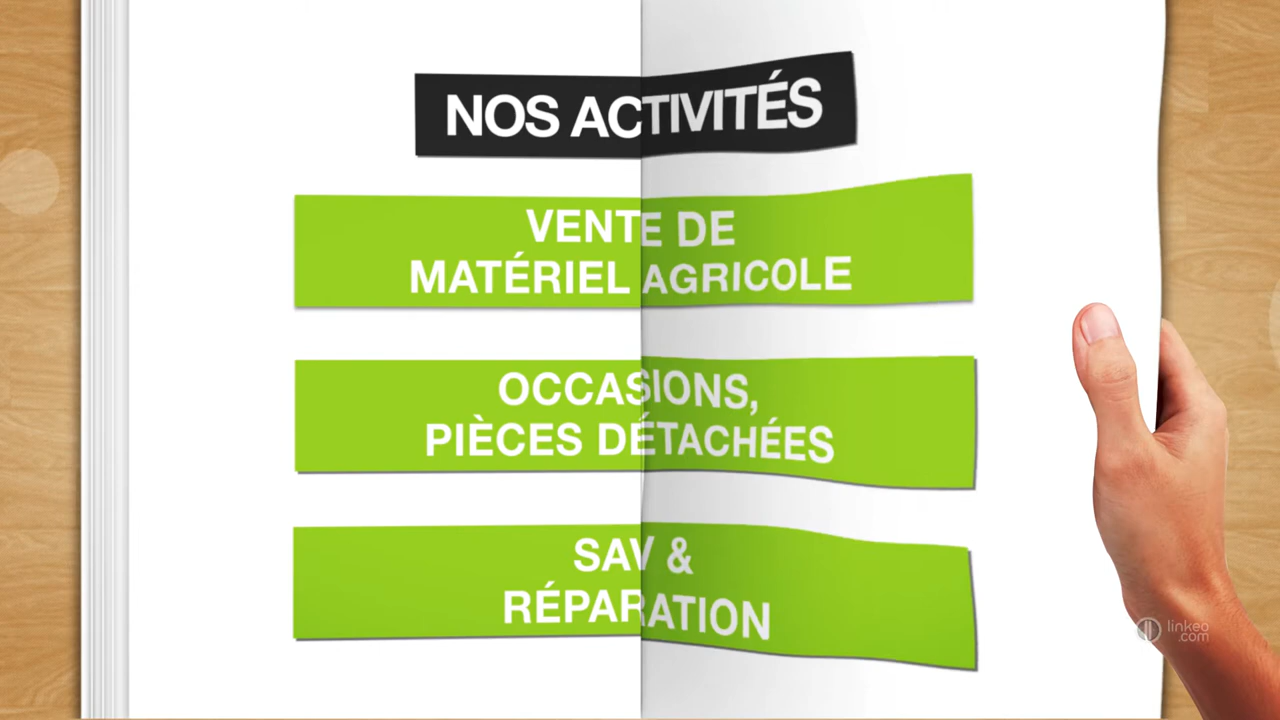 NOS ACTIVITÉS
VENTE DE
MATÉRIEL AGRICOLE
OCCASIONS,
PIÈCES DÉTACHÉES
SAV &
RÉPARATION
linkeo
.com